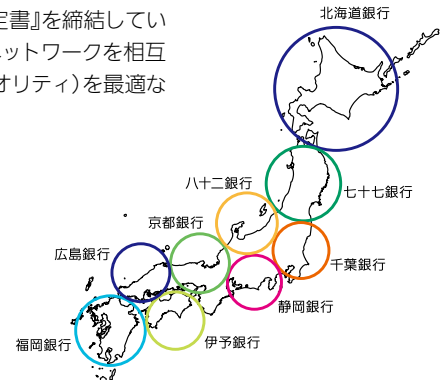 定書』を締結してい
ネットワークを相互
オリティ)を最適な
北海道銀行
八十二銀行
七十七銀行
京都銀行
広島銀行
千葉銀行
静岡銀行
伊予銀行
福岡銀行